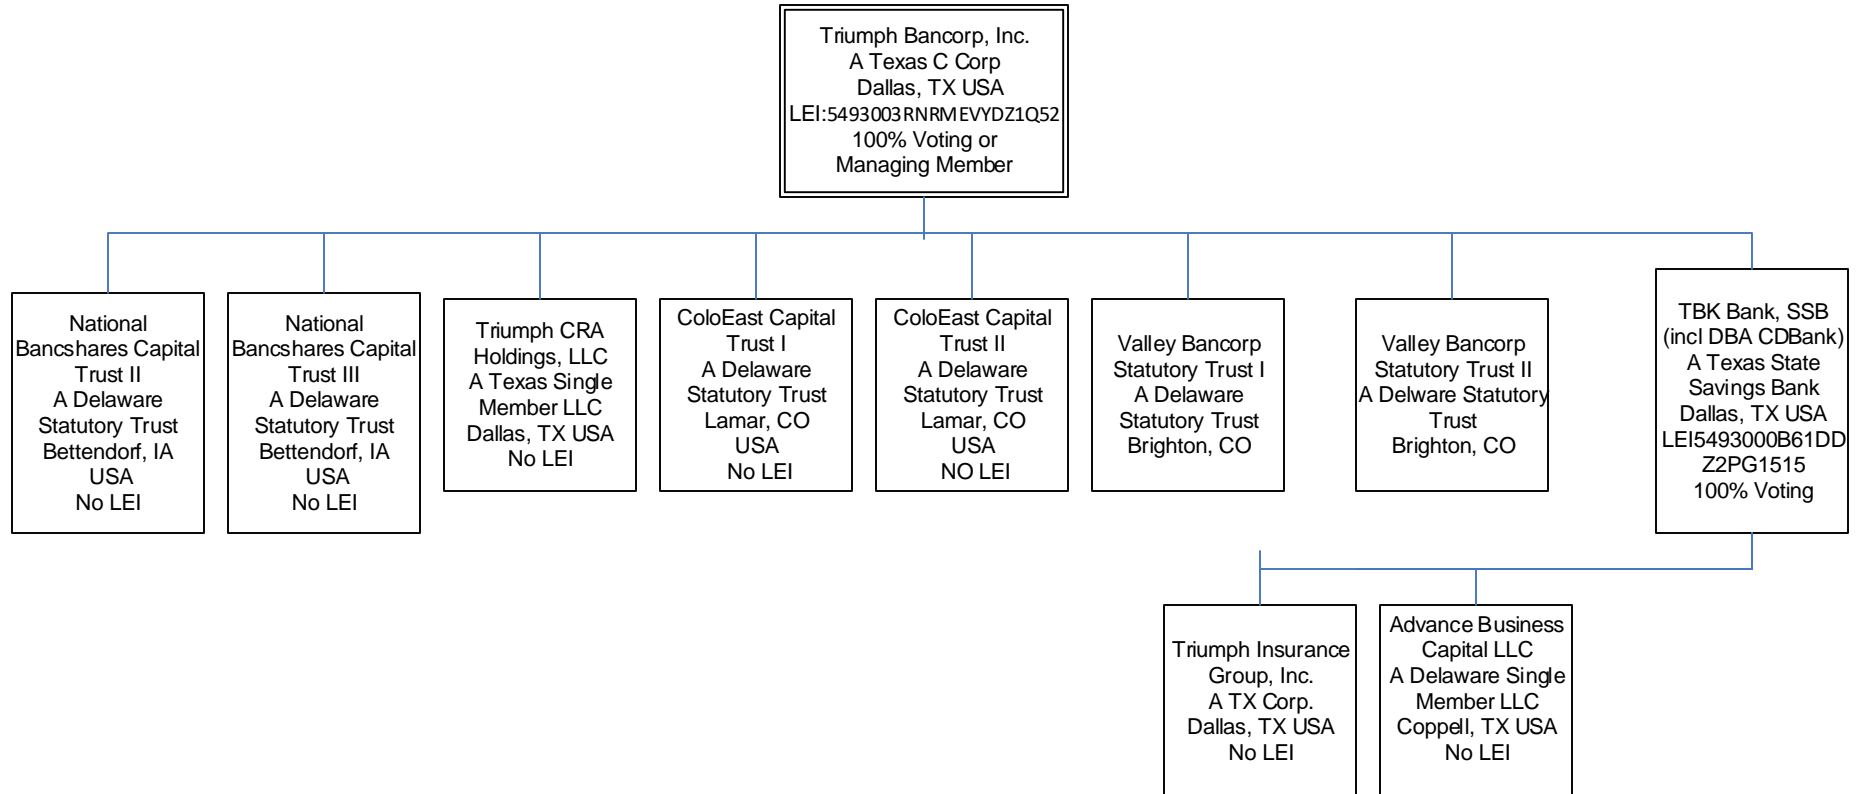 Triumph Bancorp, Inc.
A Texas C Corp
Dallas, TX USA
LEI:5493003RNRMEVYDZ1Q52
100% Voting or
Managing Member
National
Bancshares Capital
Trust II
A Delaware
Statutory Trust
Bettendorf, IA
USA
No LEI
National
Bancshares Capital
Trust III
A Delaware
Statutory Trust
Bettendorf, IA
USA
No LEI
Triumph CRA
Holdings, LLC
A Texas Single
Member LLC
Dallas, TX USA
No LEI
ColoEast Capital
Trust I
A Delaware
Statutory Trust
Lamar, CO
USA
No LEI
ColoEast Capital
Trust II
A Delaware
Statutory Trust
Lamar, CO
USA
NO LEI
Valley Bancorp
Statutory Trust I
A Delaware
Statutory Trust
Brighton, CO
Valley Bancorp
Statutory Trust II
A Delware Statutory
Trust
Brighton, CO
TBK Bank, SSB
(incl DBA CDBank)
A Texas State
Savings Bank
Dallas, TX USA
LEI5493000B61DD
Z2PG1515
100% Voting
Triumph Insurance
Group, Inc.
A TX Corp.
Dallas, TX USA
No LEI
Advance Business
Capital LLC
A Delaware Single
Member LLC
Coppell, TX USA
No LEI